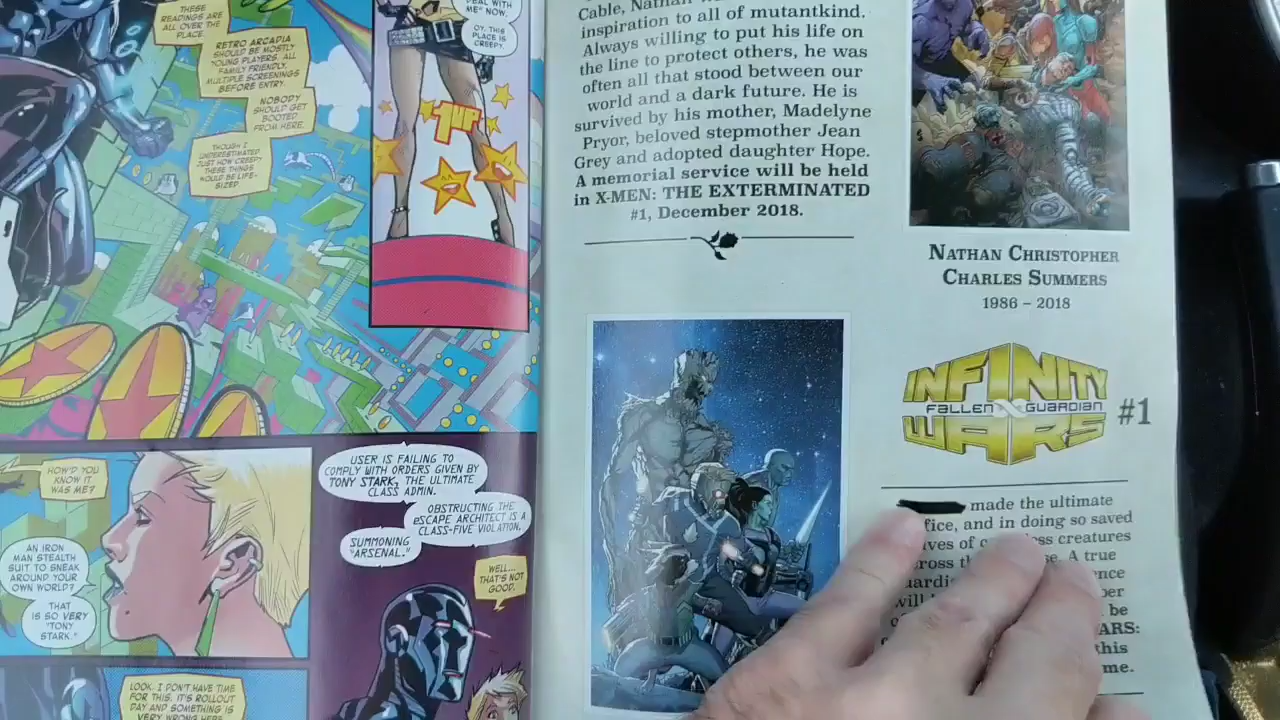 THESE
READINGS ARE
ALL OVER THE
PLACE.
RETRO ARCADIA
SHOULD BE MOSTLY
YOUNG PLAYERS. ALL
FAMILY FRIENDLY.
MULTIPLE SCREENINGS
BEFORE ENTRY.
NOBODY
SHOULD GET
BOOTED
FROM HERE.
THOUGH I
UNDERESTIMATED
JUST HOW CREEPY
THESE THINGS
WOULD BE LIFE-
SIZED.
DEAL WITH
ME" NOW.
OY. THIS
PLACE IS
CREEPY.
1UP
HOW'D YOU
KNOW IT
WAS ME?
AN IRON
MAN STEALTH
SUIT TO SNEAK
AROUND YOUR
OWN WORLD?
THAT
IS SO VERY
"TONY
STARK."
USER IS FAILING TO
COMPLY WITH ORDERS GIVEN BY
TONY STARK, THE ULTIMATE
CLASS ADMIN.
OBSTRUCTING THE
eSCAPE ARCHITECT IS A
CLASS-FIVE VIOLATION.
SUMMONING
"ARSENAL."
WELL...
THAT'S NOT
GOOD.
LOOK. I DON'T HAVE TIME
FOR THIS. IT'S ROLLOUT
DAY AND SOMETHING IS
VERY WRONG HERE.
Cable, Nathan
inspiration to all of mutantkind.
Always willing to put his life on
the line to protect others, he was
often all that stood between our
world and a dark future. He is
survived by his mother, Madelyne
Pryor, beloved stepmother Jean
Grey and adopted daughter Hope.
A memorial service will be held
in X-MEN: THE EXTERMINATED
#1, December 2018.
NATHAN CHRISTOPHER
CHARLES SUMMERS
1986 – 2018
INFINITY
FALLEN GUARDIAN
WARS
#1
made the ultimate
fice, and in doing so saved
ives of creatures
A true
will
be
ARS:
this
me.